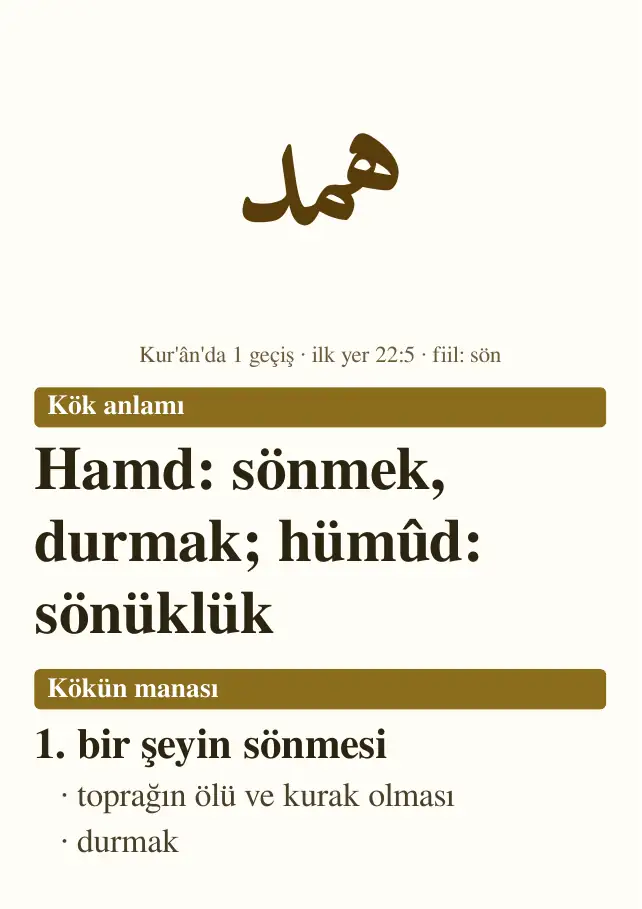 همد
Kur'ân'da 1 geçiş · ilk yer 22:5 · fiil: sön
Kök anlamı
Hamd: sönmek,
durmak; hümûd:
sönüklük
Kökün manası
1. bir şeyin sönmesi
· toprağın ölü ve kurak olması
· durmak